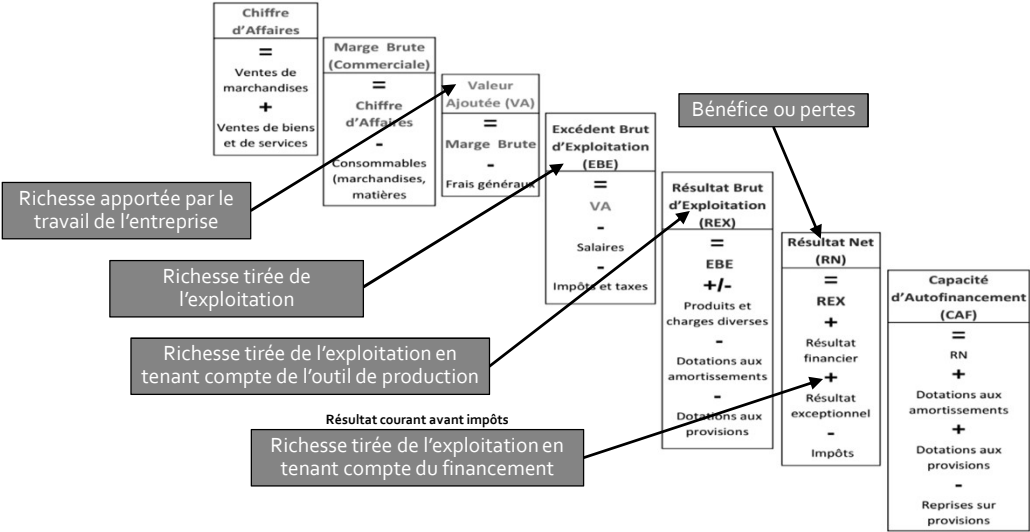 Chiffre
d'Affaires
=
Ventes de
marchandises
+
Ventes de biens
et de services
Marge Brute
(Commerciale)
=
Chiffre
d'Affaires
-
Consommables
(marchandises,
matières
Valeur
Ajoutée (VA)
=
Marge Brute
-
Frais généraux
Excédent Brut
d'Exploitation
(EBE)
=
VA
-
Salaires
-
Impôts et taxes
Résultat Brut
d'Exploitation
(REX)
=
EBE
+/-
Produits et
charges diverses
-
Dotations aux
amortissements
-
Dotations aux
provisions
Résultat Net
(RN)
=
REX
+
Résultat
financier
+
Résultat
exceptionnel
-
Impôts
Capacité
d'Autofinancement
(CAF)
=
RN
+
Dotations aux
amortissements
+
Dotations aux
provisions
-
Reprises sur
provisions
Bénéfice ou pertes
Richesse apportée par le
travail de l'entreprise
Richesse tirée de
l'exploitation
Richesse tirée de l'exploitation en
tenant compte de l'outil de production
Résultat courant avant impôts
Richesse tirée de l'exploitation en
tenant compte du financement